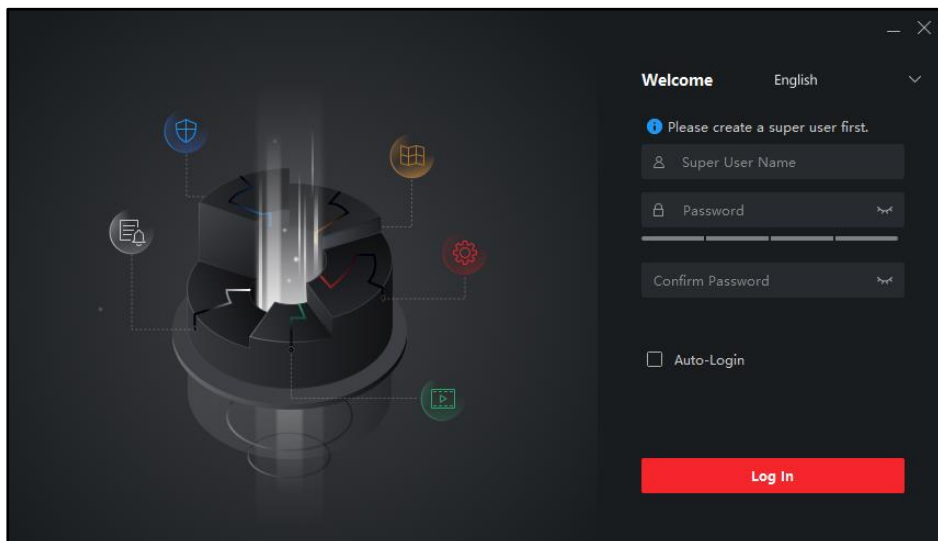 Welcome English
Please create a super user first.
Super User Name
Password
Confirm Password
Auto-Login
Log In